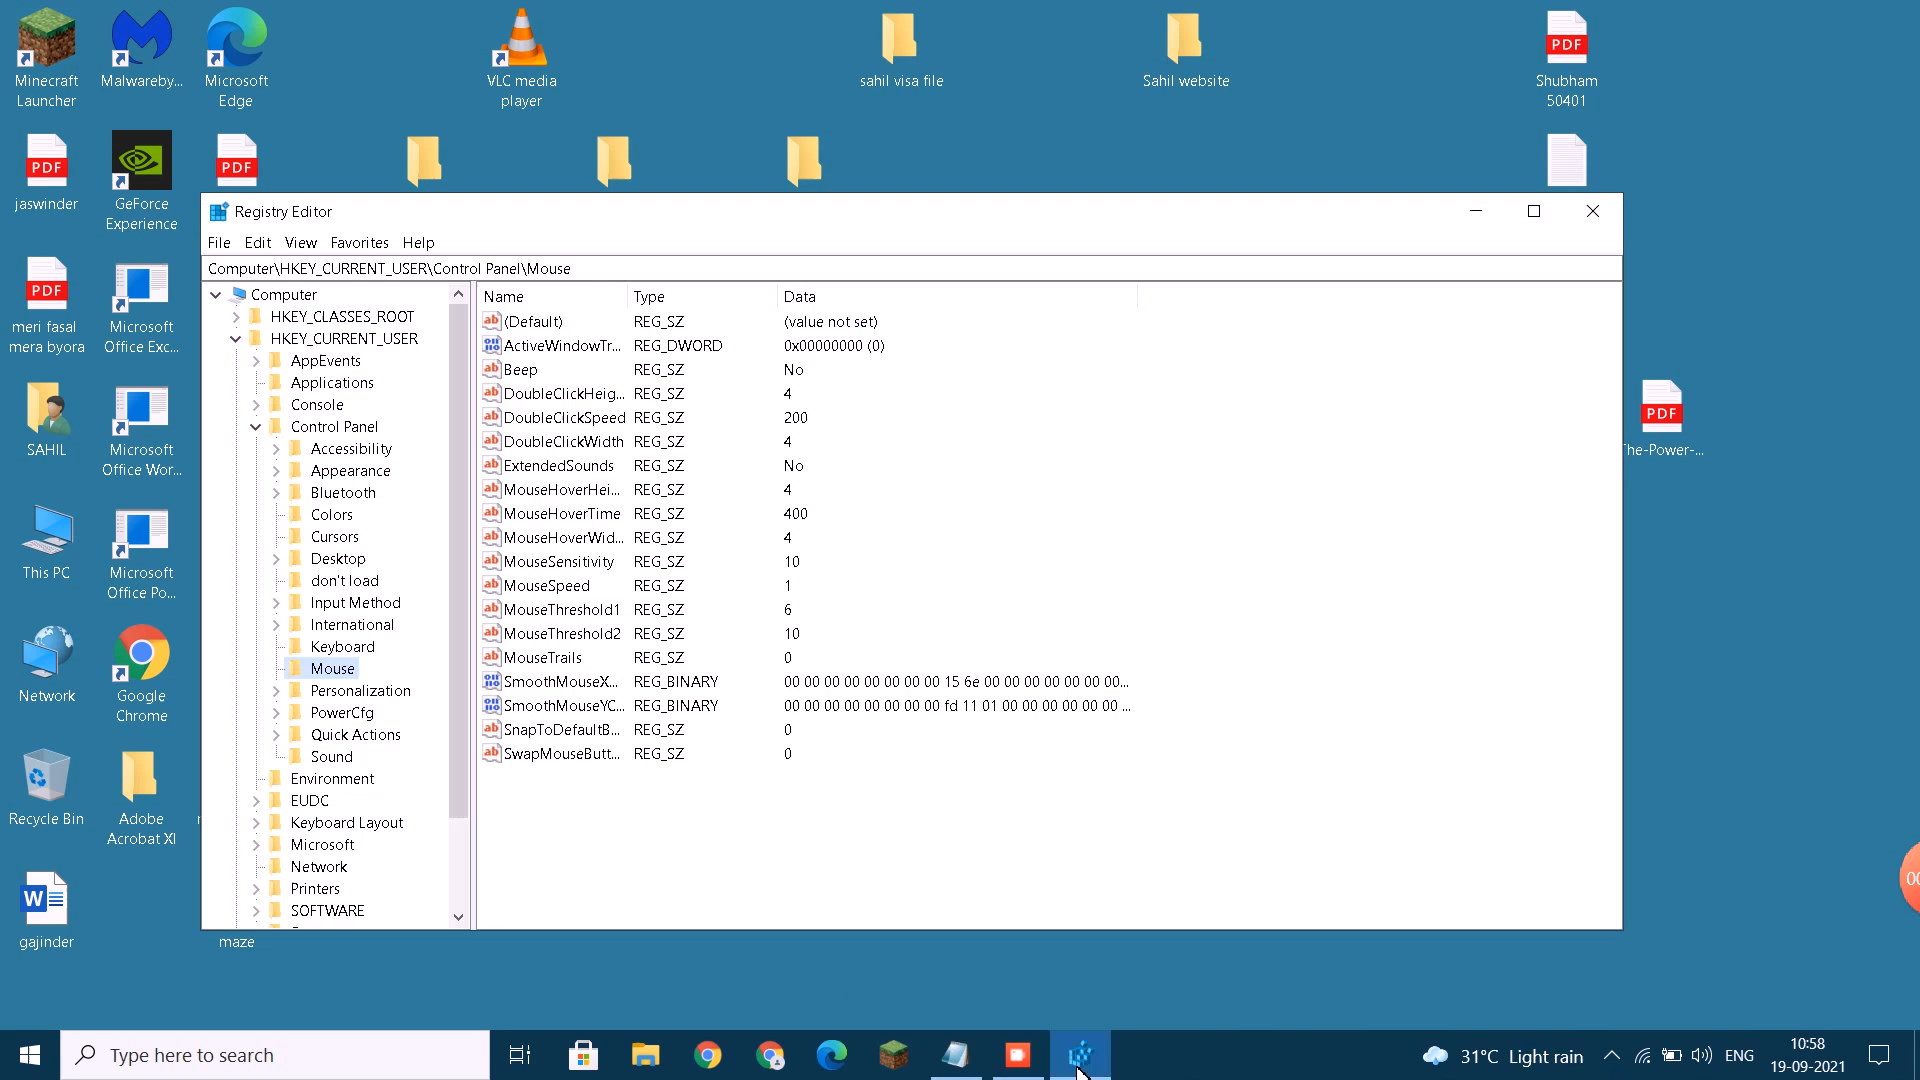 Minecraft
Launcher
Malwareby...
Microsoft
Edge
VLC media
player
sahil visa file
Sahil website
PDF
Shubham
50401
PDF
jaswinder
GeForce
Experience
PDF
PDF
meri fasal
mera byora
Microsoft
Office Exc...
SAHIL
Microsoft
Office Wor...
This PC
Microsoft
Office Po...
Network
Google
Chrome
Recycle Bin
Adobe
Acrobat XI
W
gajinder
maze
PDF
The-Power-...
Registry Editor
File Edit View Favorites Help
Computer\HKEY_CURRENT_USER\Control Panel\Mouse
Computer
HKEY_CLASSES_ROOT
HKEY_CURRENT_USER
AppEvents
Applications
Console
Control Panel
Accessibility
Appearance
Bluetooth
Colors
Cursors
Desktop
don't load
Input Method
International
Keyboard
Mouse
Personalization
PowerCfg
Quick Actions
Sound
Environment
EUDC
Keyboard Layout
Microsoft
Network
Printers
SOFTWARE
Name Type Data
(Default) REG_SZ (value not set)
ActiveWindowTr... REG_DWORD 0x00000000 (0)
Beep REG_SZ No
DoubleClickHeig... REG_SZ 4
DoubleClickSpeed REG_SZ 200
DoubleClickWidth REG_SZ 4
ExtendedSounds REG_SZ No
MouseHoverHei... REG_SZ 4
MouseHoverTime REG_SZ 400
MouseHoverWid... REG_SZ 4
MouseSensitivity REG_SZ 10
MouseSpeed REG_SZ 1
MouseThreshold1 REG_SZ 6
MouseThreshold2 REG_SZ 10
MouseTrails REG_SZ 0
SmoothMouseX... REG_BINARY 00 00 00 00 00 00 00 00 15 6e 00 00 00 00 00 00 00...
SmoothMouseYC... REG_BINARY 00 00 00 00 00 00 00 00 fd 11 01 00 00 00 00 00 00 ...
SnapToDefaultB... REG_SZ 0
SwapMouseButt... REG_SZ 0
00
Type here to search
31°C Light rain
ENG
10:58
19-09-2021